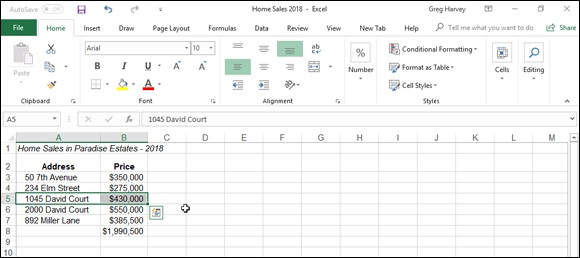 AutoSave Off Home Sales 2018 - Excel Greg Harvey
File Home Insert Draw Page Layout Formulas Data Review View New Tab Help Tell me what you want to do Share
Arial 10
Paste B I U A A
Clipboard Font Alignment
% Number
Conditional Formatting
Format as Table
Cell Styles
Styles
Cells Editing
A5 fx 1045 David Court
A B C D E F G H I J K L M
1 Home Sales in Paradise Estates - 2018
2 Address Price
3 50 7th Avenue $350,000
4 234 Elm Street $275,000
5 1045 David Court $430,000
6 2000 David Court $550,000
7 892 Miller Lane $385,500
8 $1,990,500
9